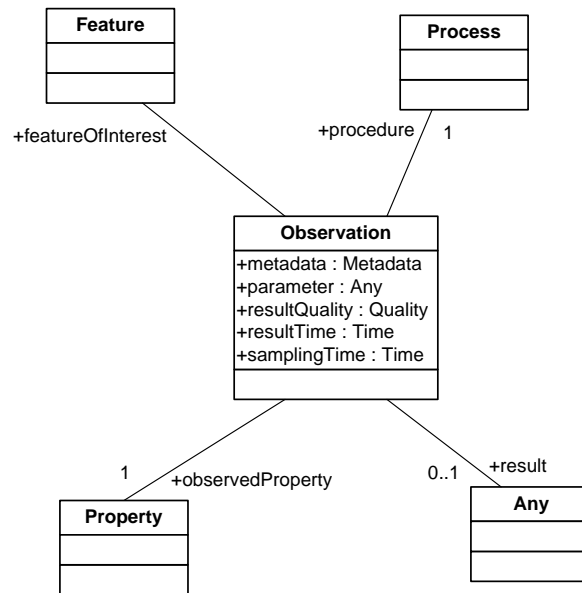 Feature
Process
+featureOfInterest
+procedure
1
Observation
+metadata : Metadata
+parameter : Any
+resultQuality : Quality
+resultTime : Time
+samplingTime : Time
1
+observedProperty
0..1
+result
Property
Any